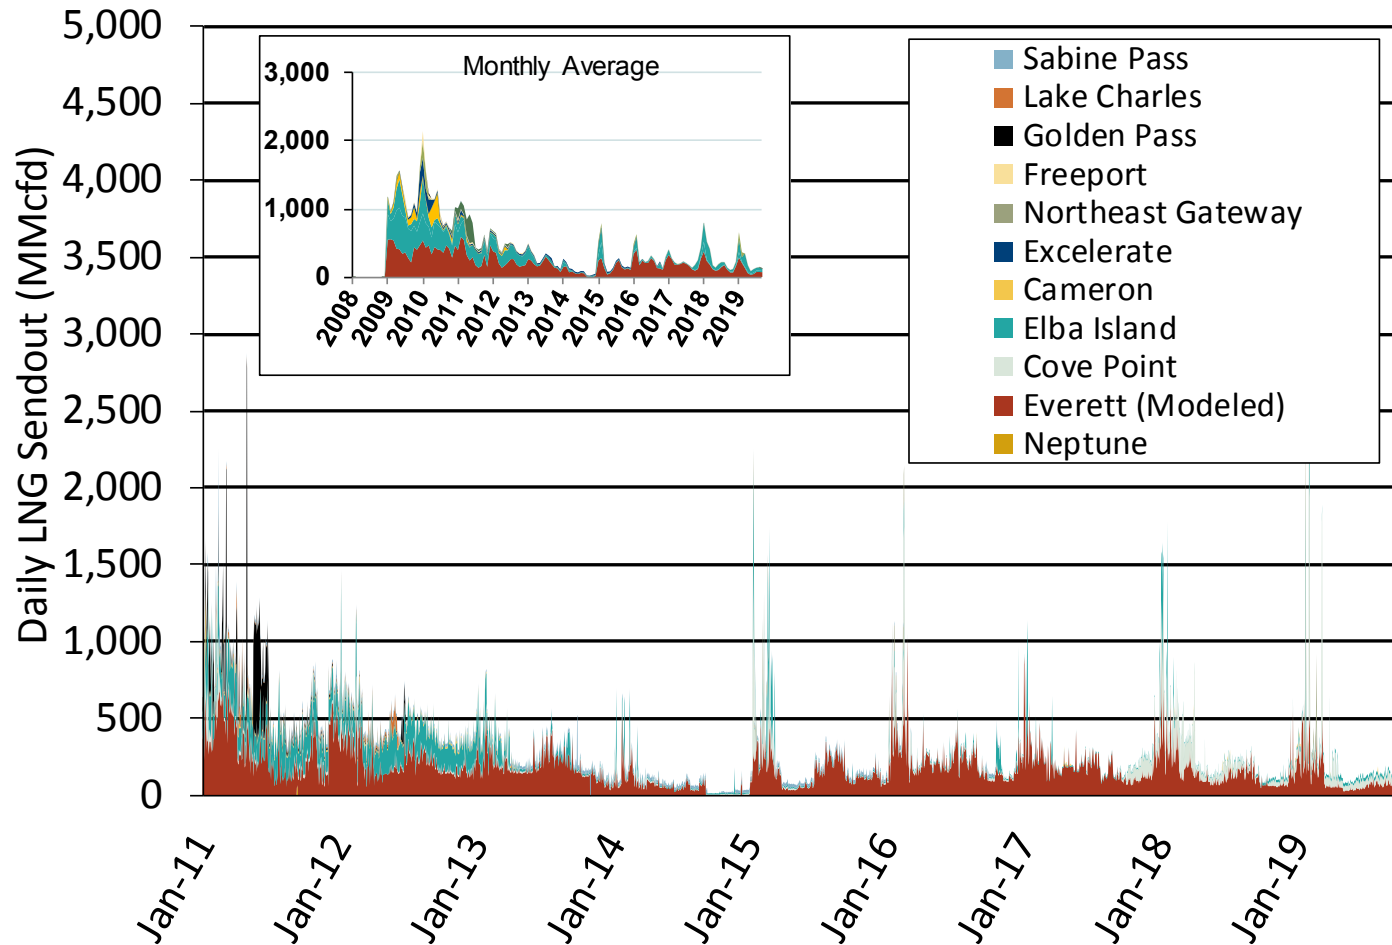 Daily LNG Sendout (MMcfd)
5,000
4,500
4,000
3,500
3,000
2,500
2,000
1,500
1,000
500
0
Monthly Average
3,000
2,000
1,000
0
2008
2009
2010
2011
2012
2013
2014
2015
2016
2017
2018
2019
Sabine Pass
Lake Charles
Golden Pass
Freeport
Northeast Gateway
Excelerate
Cameron
Elba Island
Cove Point
Everett (Modeled)
Neptune
Jan-11
Jan-12
Jan-13
Jan-14
Jan-15
Jan-16
Jan-17
Jan-18
Jan-19